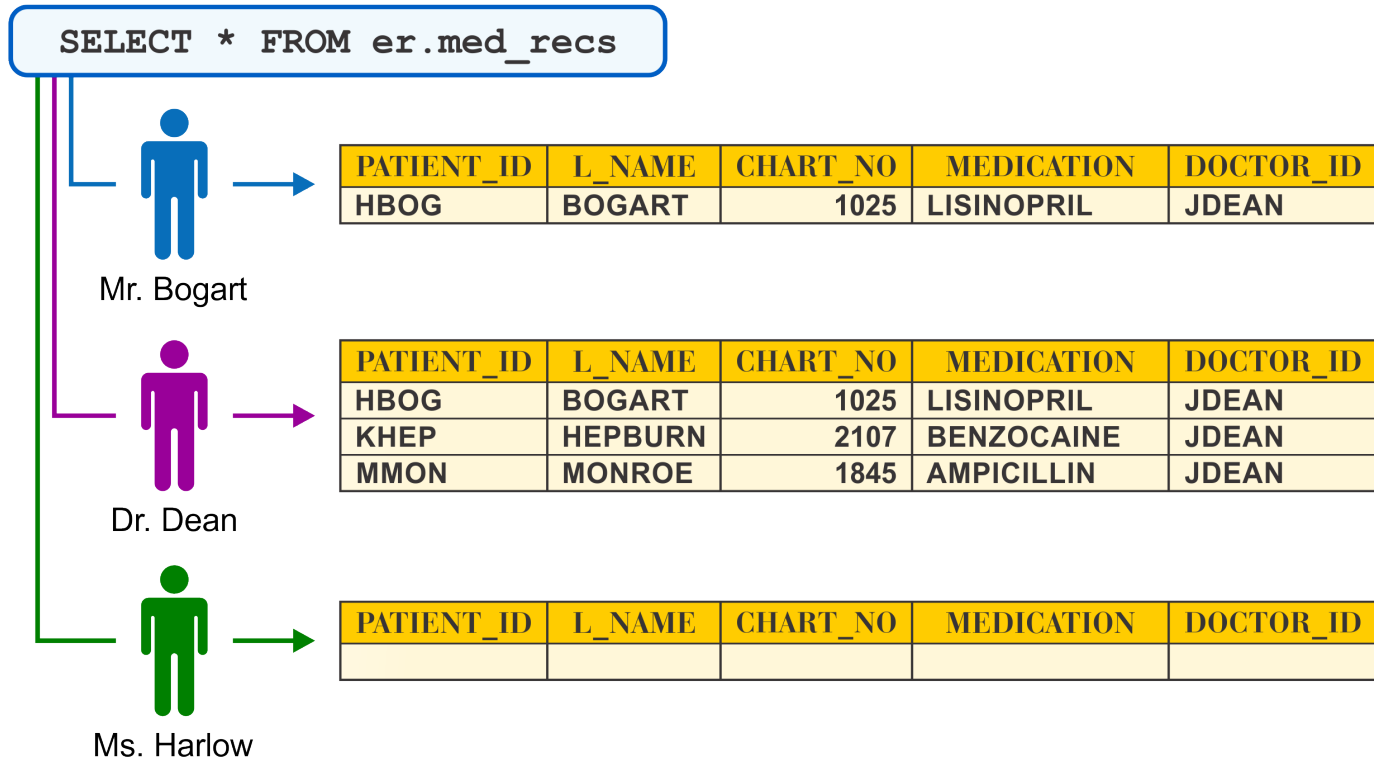 SELECT * FROM er.med_recs
PATIENT_ID L_NAME CHART_NO MEDICATION DOCTOR_ID
HBOG BOGART 1025 LISINOPRIL JDEAN
Mr. Bogart
PATIENT_ID L_NAME CHART_NO MEDICATION DOCTOR_ID
HBOG BOGART 1025 LISINOPRIL JDEAN
KHEP HEPBURN 2107 BENZOCAINE JDEAN
MMON MONROE 1845 AMPICILLIN JDEAN
Dr. Dean
PATIENT_ID L_NAME CHART_NO MEDICATION DOCTOR_ID
Ms. Harlow